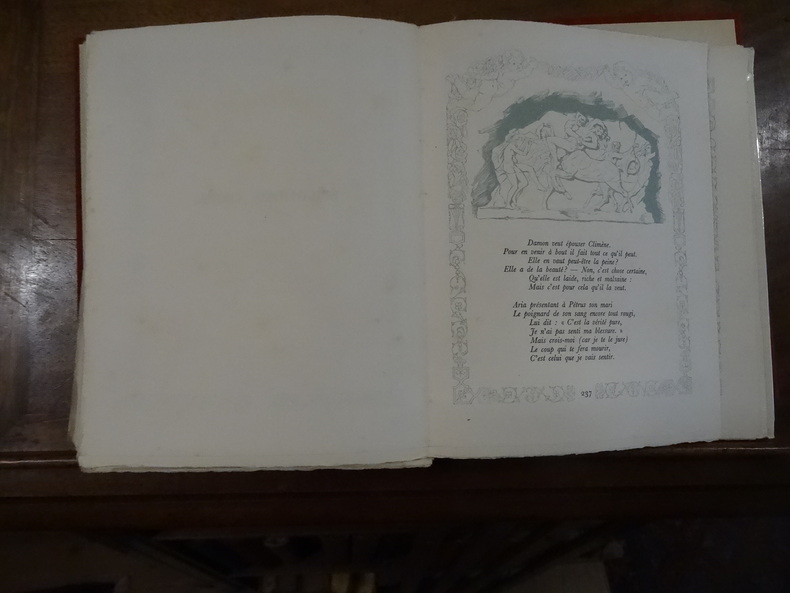 Damon veut épouser Climène.
Pour en venir à bout il fait tout ce qu'il peut.
Elle en vaut peut-être la peine ?
Elle a de la beauté ? — Non, c'est chose certaine,
Qu'elle est laide, riche et malsaine :
Mais c'est pour cela qu'il la veut.
Aria présentant à Pétrus son mari
Le poignard de son sang encore tout rougi,
Lui dit : « C'est la vérité pure,
Je n'ai pas senti ma blessure. »
Mais crois-moi (car je te le jure)
Le coup qui te fera mourir,
C'est celui que je vais sentir.
237